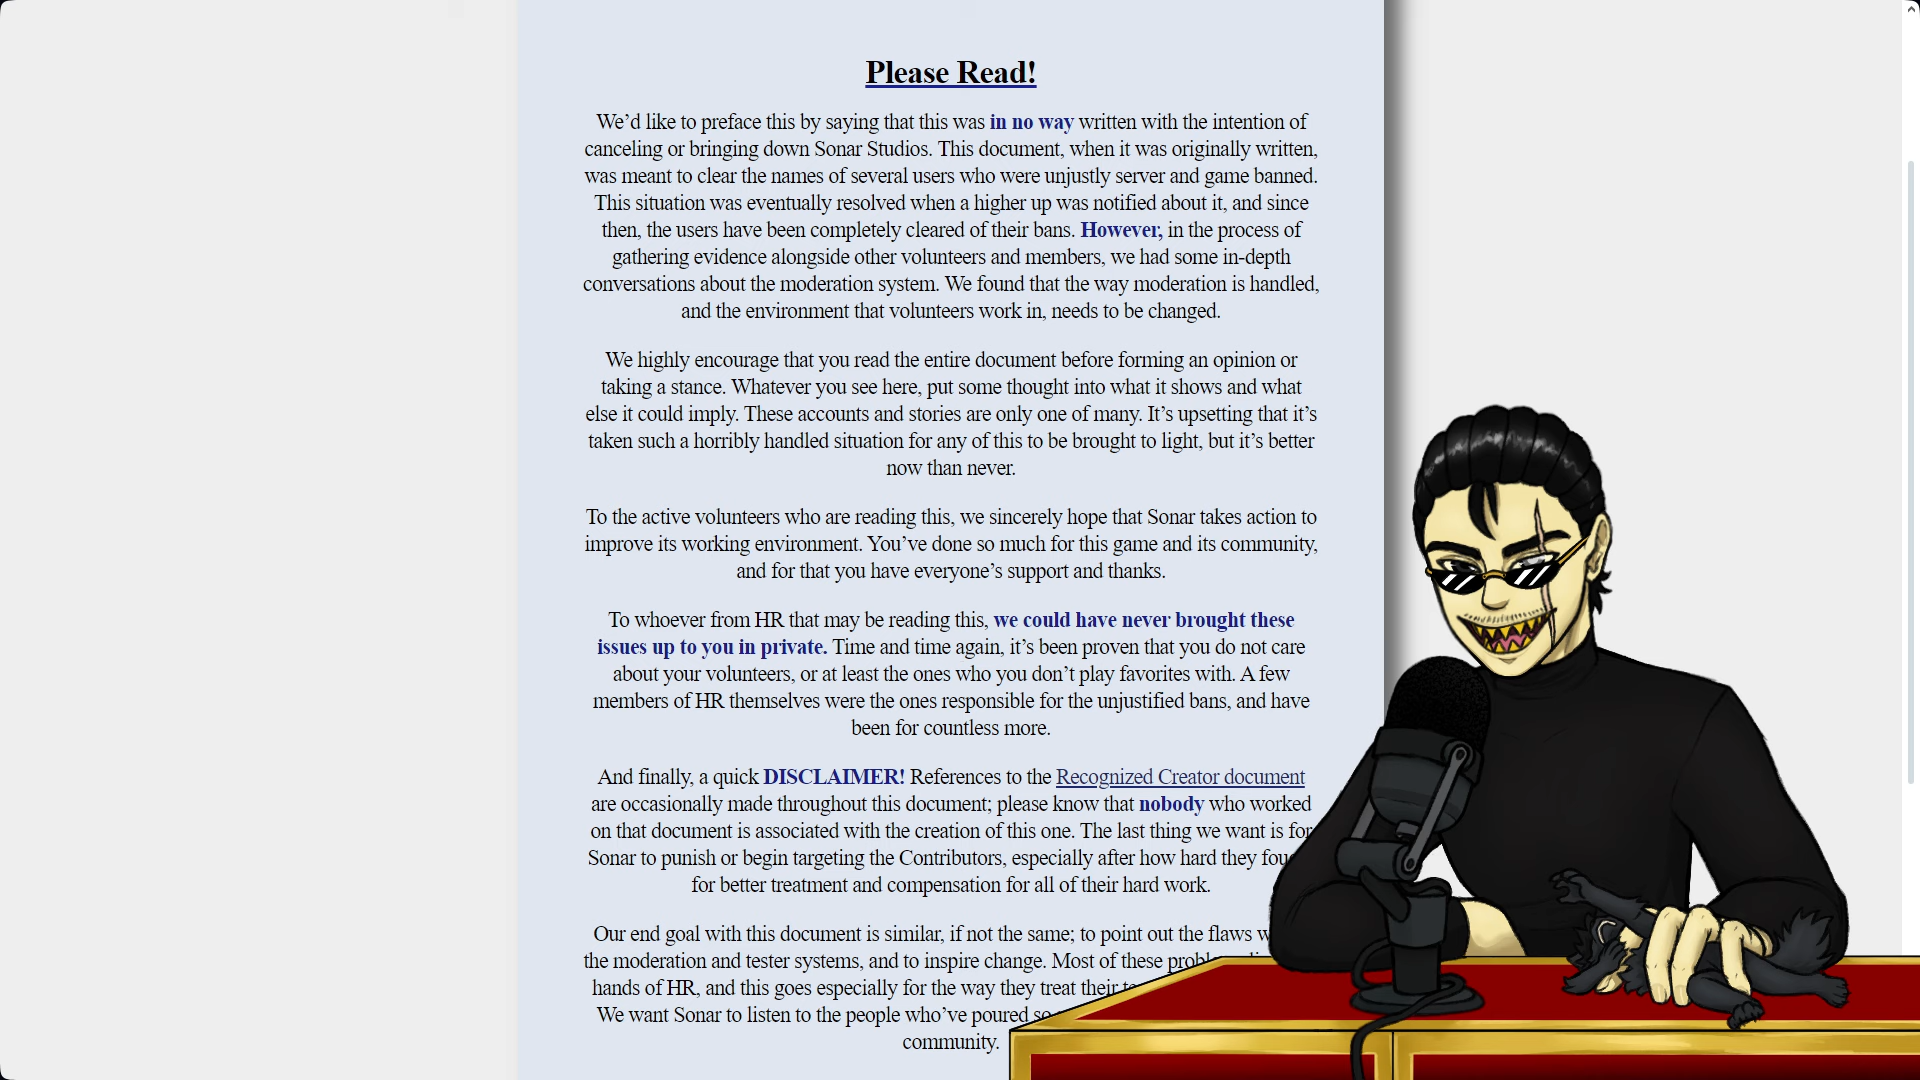 Please Read!
We’d like to preface this by saying that this was in no way written with the intention of
canceling or bringing down Sonar Studios. This document, when it was originally written,
was meant to clear the names of several users who were unjustly server and game banned.
This situation was eventually resolved when a higher up was notified about it, and since
then, the users have been completely cleared of their bans. However, in the process of
gathering evidence alongside other volunteers and members, we had some in-depth
conversations about the moderation system. We found that the way moderation is handled,
and the environment that volunteers work in, needs to be changed.
We highly encourage that you read the entire document before forming an opinion or
taking a stance. Whatever you see here, put some thought into what it shows and what
else it could imply. These accounts and stories are only one of many. It’s upsetting that it’s
taken such a horribly handled situation for any of this to be brought to light, but it’s better
now than never.
To the active volunteers who are reading this, we sincerely hope that Sonar takes action to
improve its working environment. You’ve done so much for this game and its community,
and for that you have everyone’s support and thanks.
To whoever from HR that may be reading this, we could have never brought these
issues up to you in private. Time and time again, it’s been proven that you do not care
about your volunteers, or at least the ones who you don’t play favorites with. A few
members of HR themselves were the ones responsible for the unjustified bans, and have
been for countless more.
And finally, a quick DISCLAIMER! References to the Recognized Creator document
are occasionally made throughout this document; please know that nobody who worked
on that document is associated with the creation of this one. The last thing we want is for
Sonar to punish or begin targeting the Contributors, especially after how hard they
for better treatment and compensation for all of their hard work.
Our end goal with this document is similar, if not the same; to point out the flaws
the moderation and tester systems, and to inspire change. Most of these
hands of HR, and this goes especially for the way they treat their
We want Sonar to listen to the people who’ve poured
community.